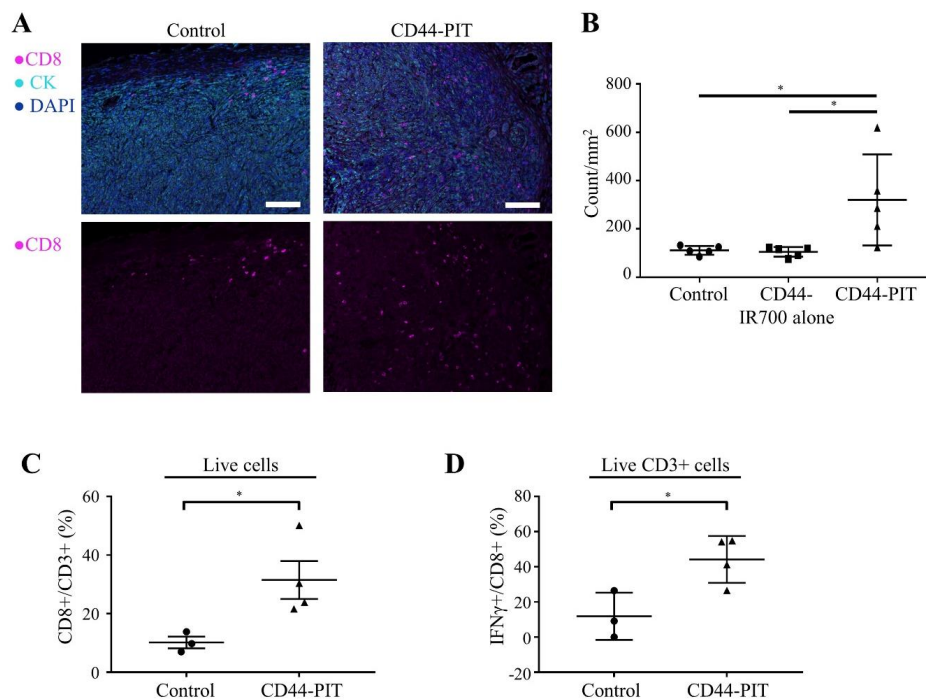 A
Control
CD44-PIT
CD8
CK
DAPI
CD8
B
Count/mm²
800
600
400
200
0
*
*
Control
CD44-
IR700 alone
CD44-PIT
C
Live cells
*
CD8+/CD3+ (%)
60
40
20
0
Control
CD44-PIT
D
Live CD3+ cells
*
IFNγ+/CD8+ (%)
80
60
40
20
0
-20
Control
CD44-PIT